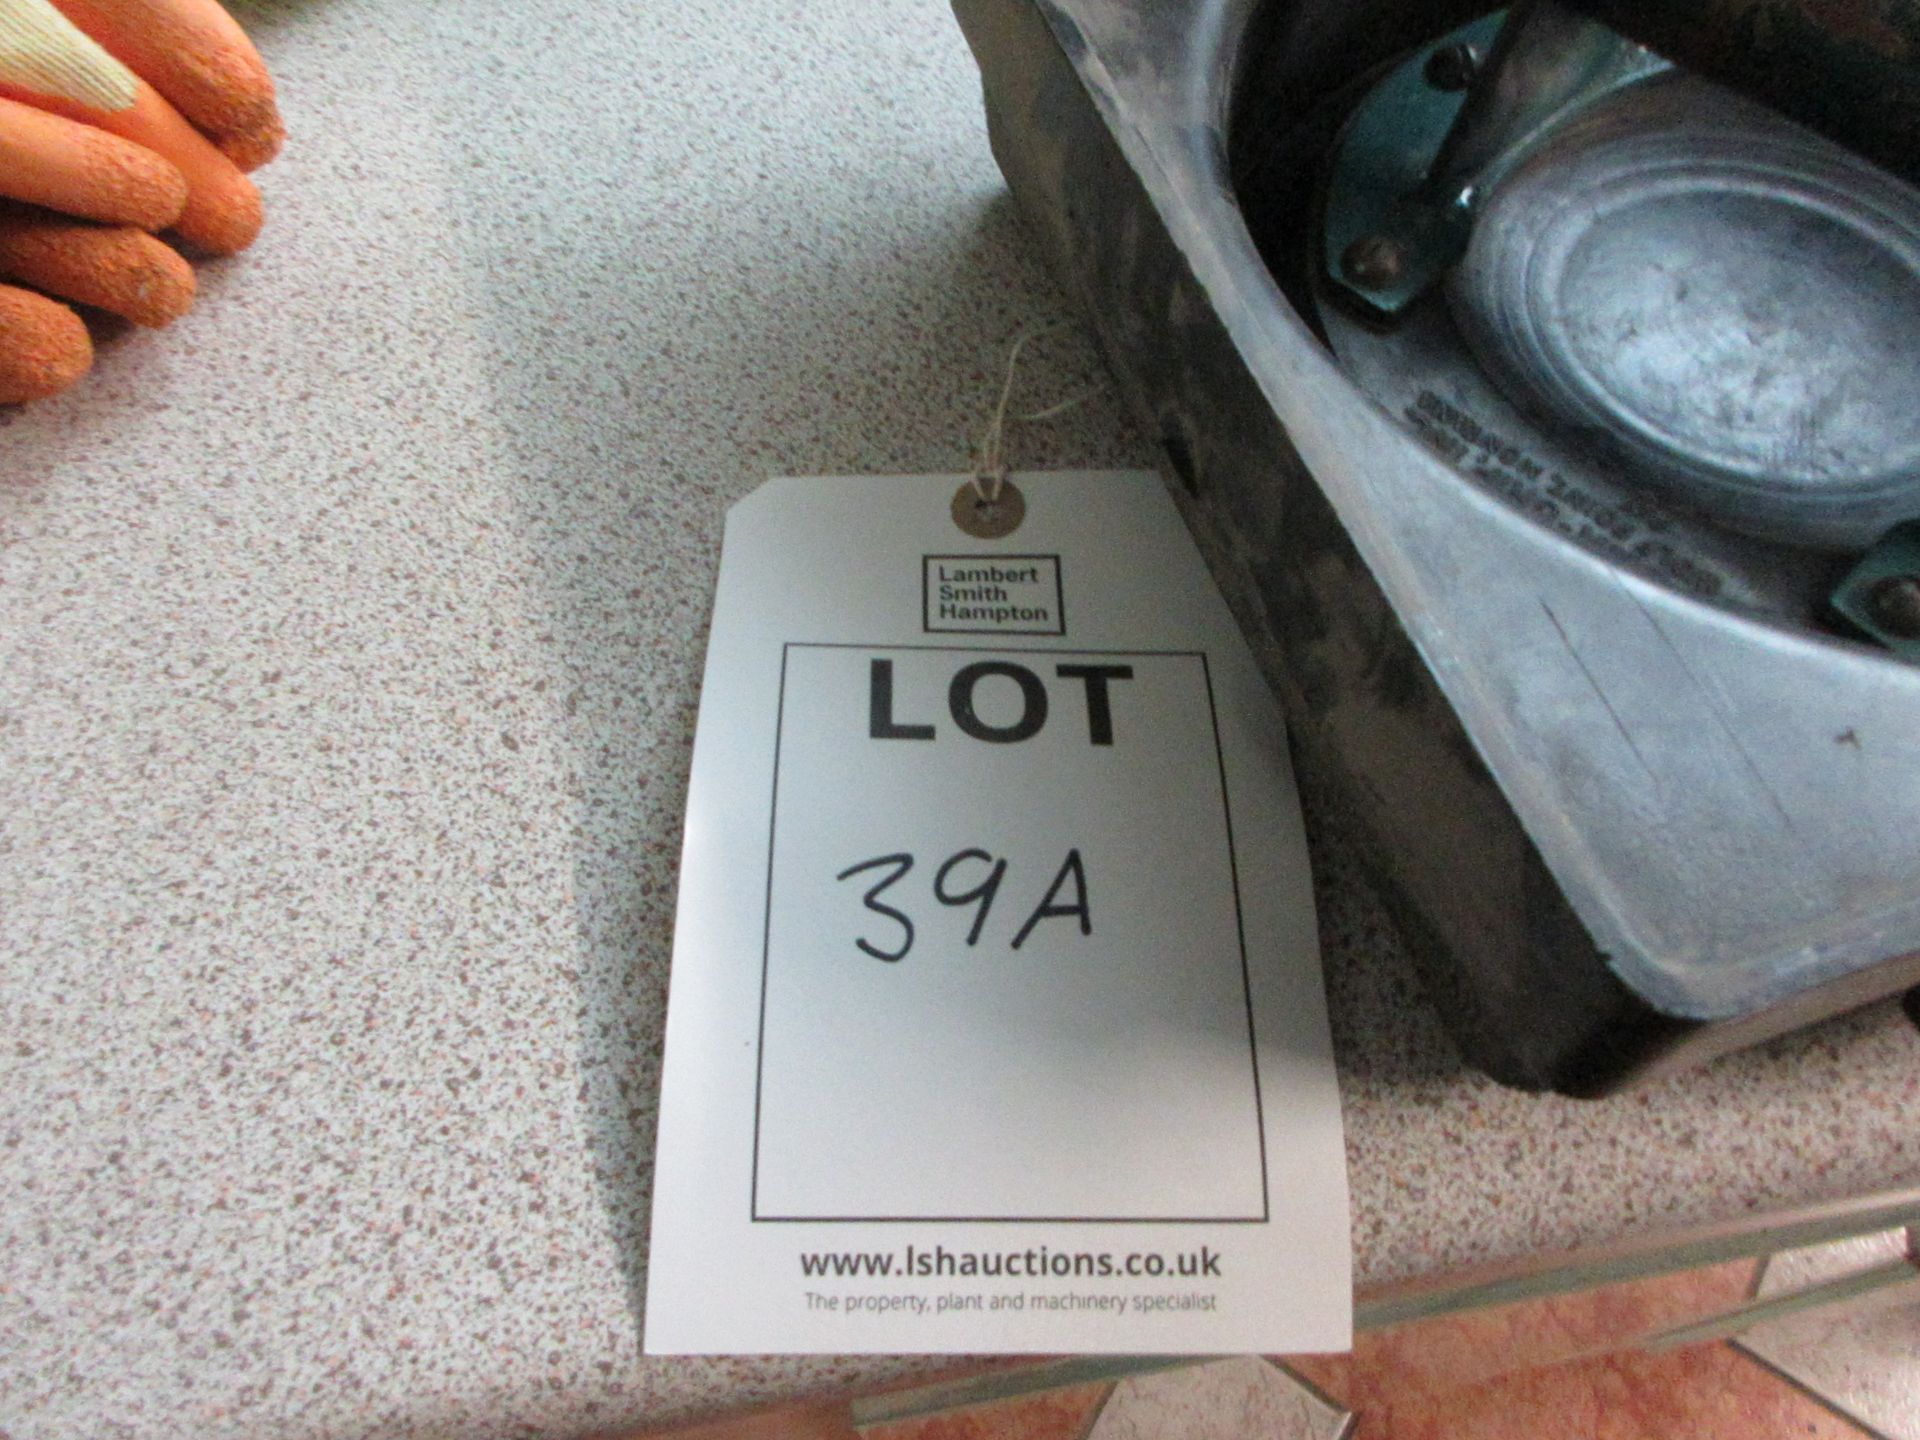 Lambert
Smith
Hampton
LOT
39A
www.lshauctions.co.uk
The property, plant and machinery specialist